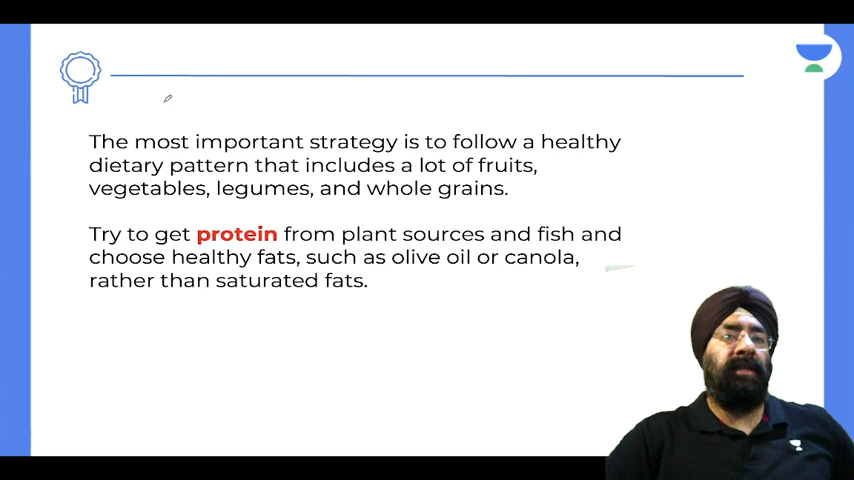 The most important strategy is to follow a healthy
dietary pattern that includes a lot of fruits,
vegetables, legumes, and whole grains.
Try to get protein from plant sources and fish and
choose healthy fats, such as olive oil or canola,
rather than saturated fats.